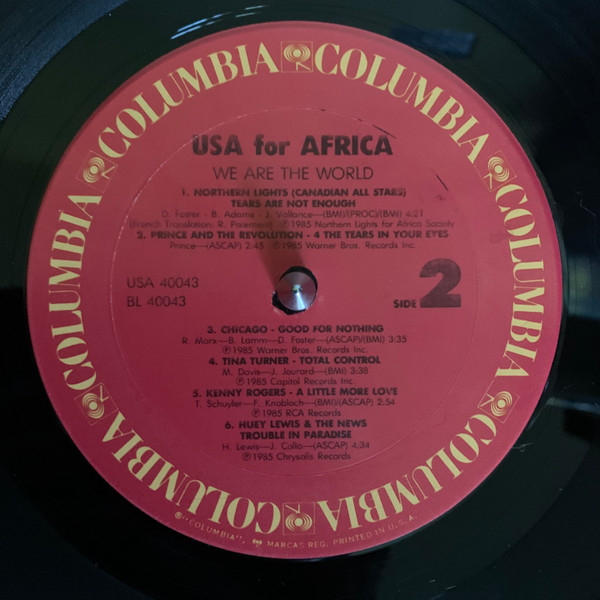 COLUMBIA COLUMBIA COLUMBIA COLUMBIA COLUMBIA COLUMBIA COLUMBIA COLUMBIA
USA for AFRICA
WE ARE THE WORLD
1. NORTHERN LIGHTS (CANADIAN ALL STARS)
TEARS ARE NOT ENOUGH
D. Foster - B. Adams - J. Vallance—(BMI)/(PROC)/(BMI) 4:21
(French Translation: R. Parement) ℗1985 Northern Lights for Africa Society
2. PRINCE AND THE REVOLUTION - 4 THE TEARS IN YOUR EYES
Prince—(ASCAP) 2:45 ℗1985 Warner Bros. Records Inc.
USA 40043
BL 40043
SIDE 2
3. CHICAGO - GOOD FOR NOTHING
R. Marx—B. Lamm—D. Foster—(ASCAP)/(BMI) 3:35
℗1985 Warner Bros. Records Inc.
4. TINA TURNER - TOTAL CONTROL
M. Davis—J. Jourard—(BMI) 3:38
℗1985 Capitol Records Inc.
5. KENNY ROGERS - A LITTLE MORE LOVE
T. Schuyler—F. Knobloch—(BMI)/(ASCAP) 2:54
℗1985 RCA Records
6. HUEY LEWIS & THE NEWS
TROUBLE IN PARADISE
H. Lewis—J. Colla—(ASCAP) 4:34
℗1985 Chrysalis Records
®"COLUMBIA", MARCAS REG. PRINTED IN U.S.A.